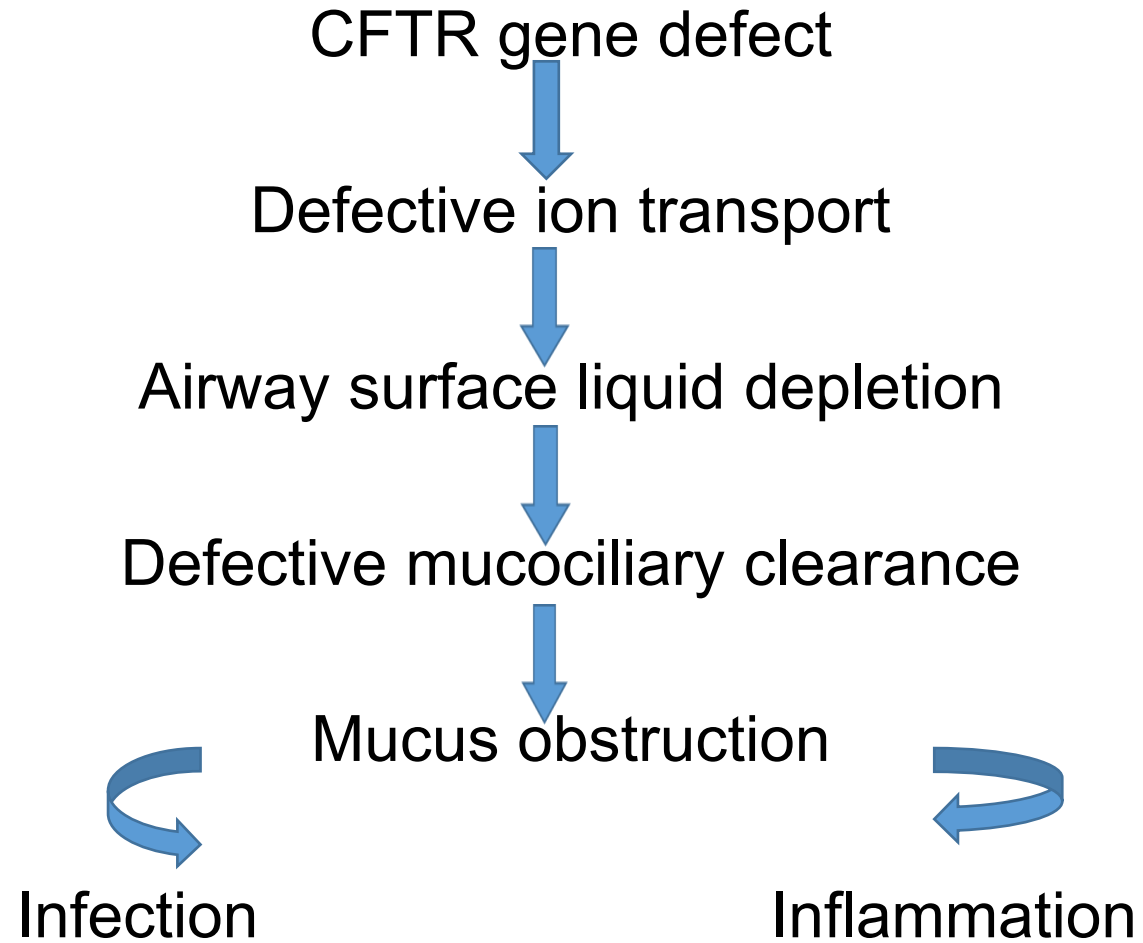 CFTR gene defect
Defective ion transport
Airway surface liquid depletion
Defective mucociliary clearance
Mucus obstruction
Infection
Inflammation